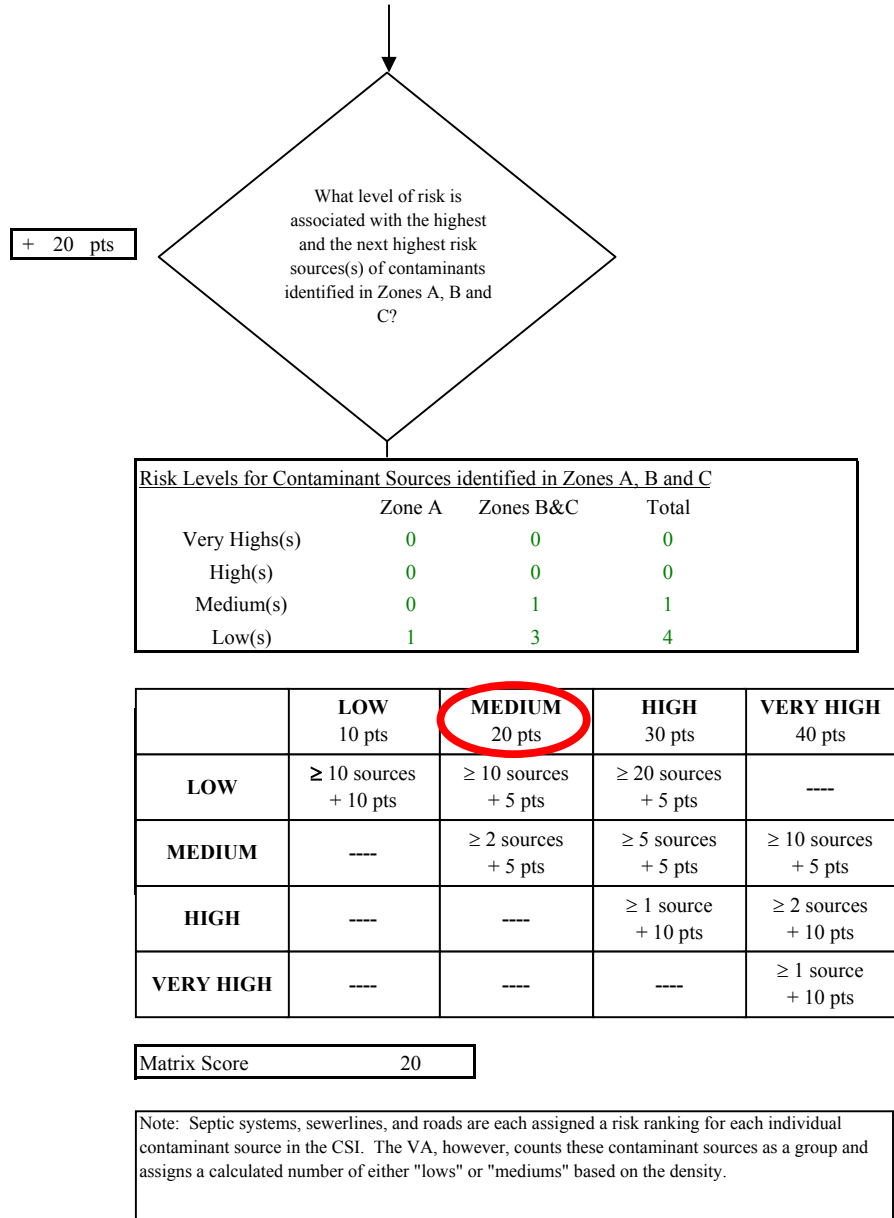 What level of risk is
associated with the highest
and the next highest risk
sources(s) of contaminants
identified in Zones A, B and
C?
+ 20 pts
Risk Levels for Contaminant Sources identified in Zones A, B and C
Zone A Zones B&C Total
Very Highs(s) 0 0 0
High(s) 0 0 0
Medium(s) 0 1 1
Low(s) 1 3 4
LOW MEDIUM HIGH VERY HIGH
10 pts 20 pts 30 pts 40 pts
LOW ≥ 10 sources ≥ 10 sources ≥ 20 sources ----
+ 10 pts + 5 pts + 5 pts
MEDIUM ---- ≥ 2 sources ≥ 5 sources ≥ 10 sources
+ 5 pts + 5 pts + 5 pts
HIGH ---- ---- ≥ 1 source ≥ 2 sources
+ 10 pts + 10 pts
VERY HIGH ---- ---- ---- ≥ 1 source
+ 10 pts
Matrix Score 20
Note: Septic systems, sewerlines, and roads are each assigned a risk ranking for each individual
contaminant source in the CSI. The VA, however, counts these contaminant sources as a group and
assigns a calculated number of either "lows" or "mediums" based on the density.